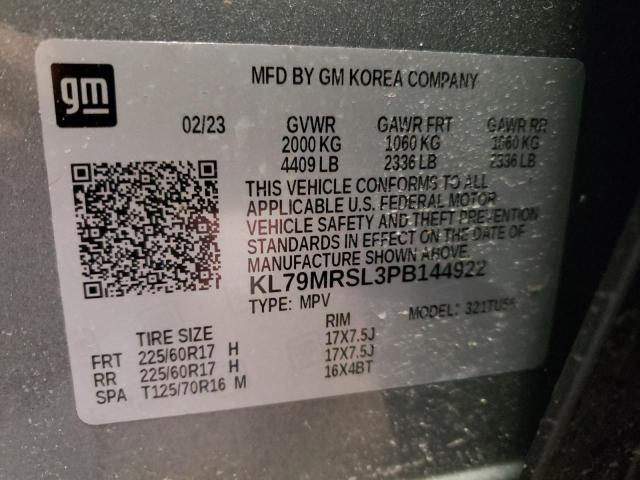 gm
MFD BY GM KOREA COMPANY
02/23 GVWR GAWR FRT GAWR RR
2000 KG 1060 KG 1060 KG
4409 LB 2336 LB 2336 LB
THIS VEHICLE CONFORMS TO ALL
APPLICABLE U.S. FEDERAL MOTOR
VEHICLE SAFETY AND THEFT PREVENTION
STANDARDS IN EFFECT ON THE DATE OF
MANUFACTURE SHOWN ABOVE.
KL79MRSL3PB144922
TYPE: MPV MODEL: 321TU56
TIRE SIZE RIM
FRT 225/60R17 H 17X7.5J
RR 225/60R17 H 17X7.5J
SPA T125/70R16 M 16X4BT